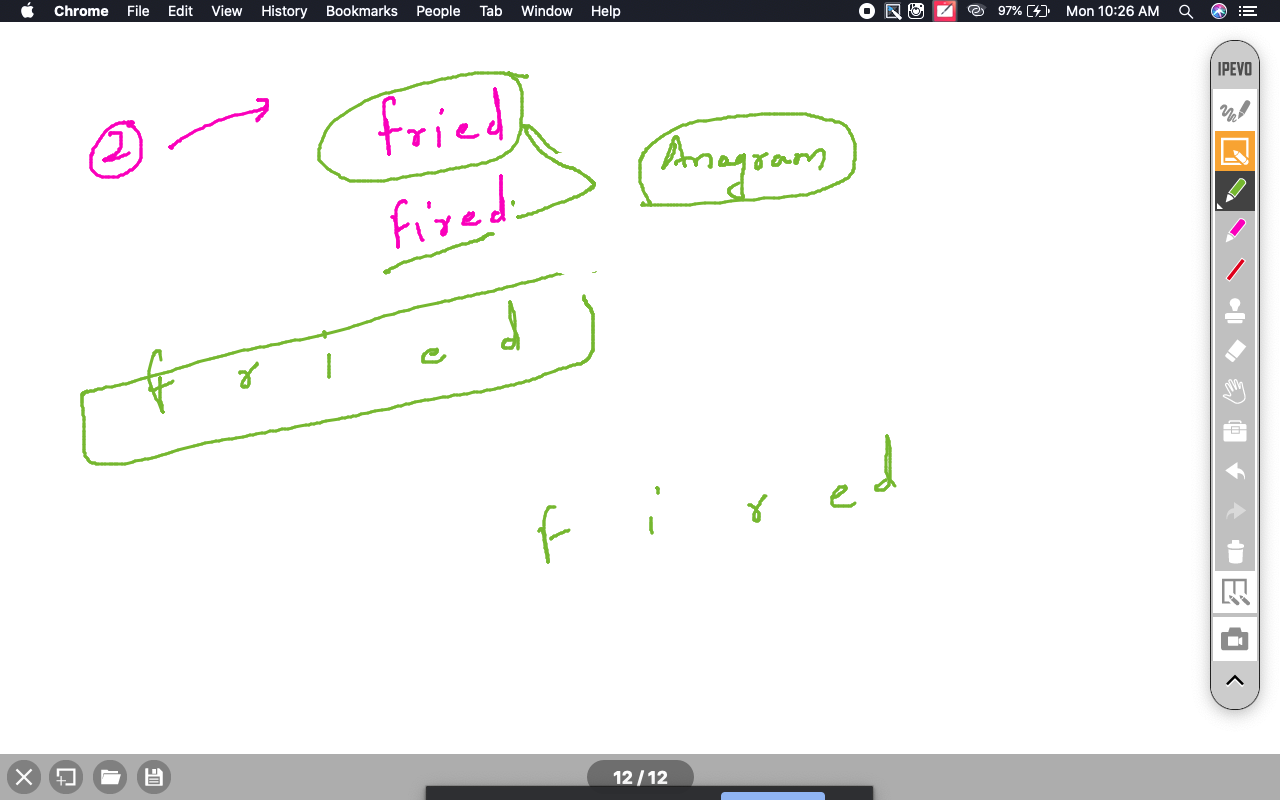 Chrome File Edit View History Bookmarks People Tab Window Help 97% Mon 10:26 AM
IPEVO
2 fried
Anagram
fired
f r i e d
f i r e d
12 / 12